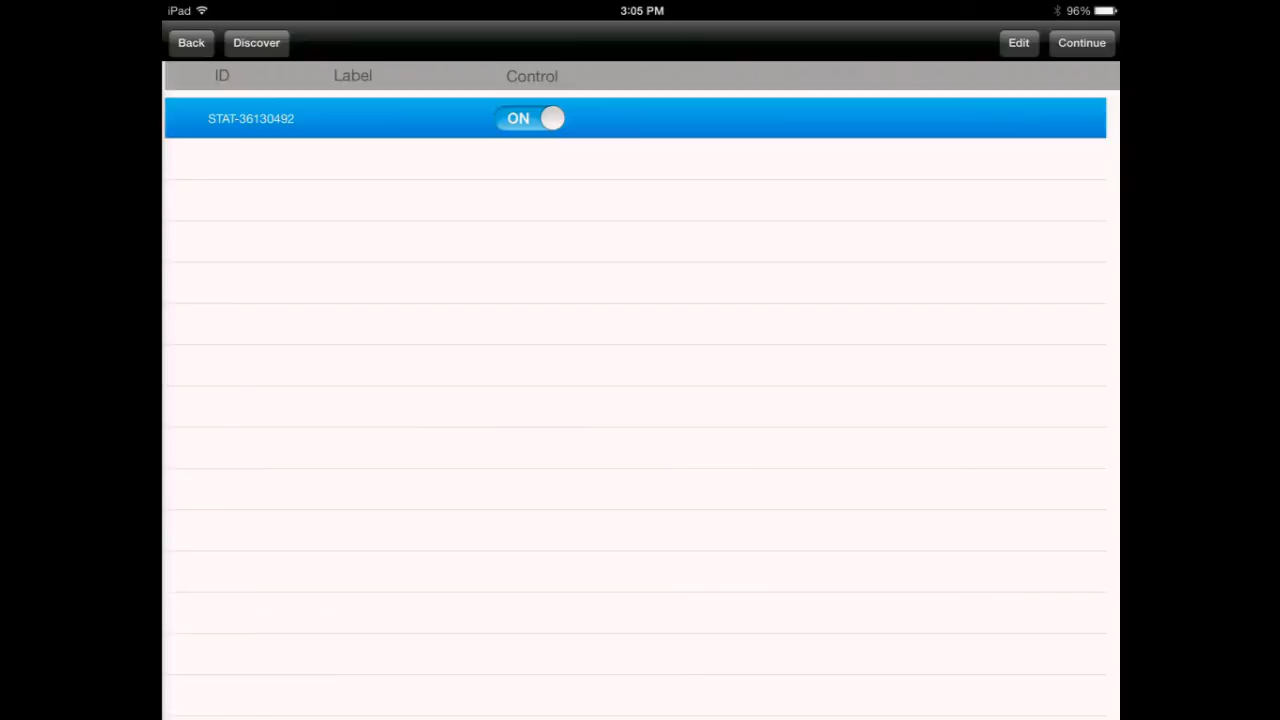 iPad 3:05 PM 96%
Back Discover Edit Continue
ID Label Control
STAT-36130492 ON